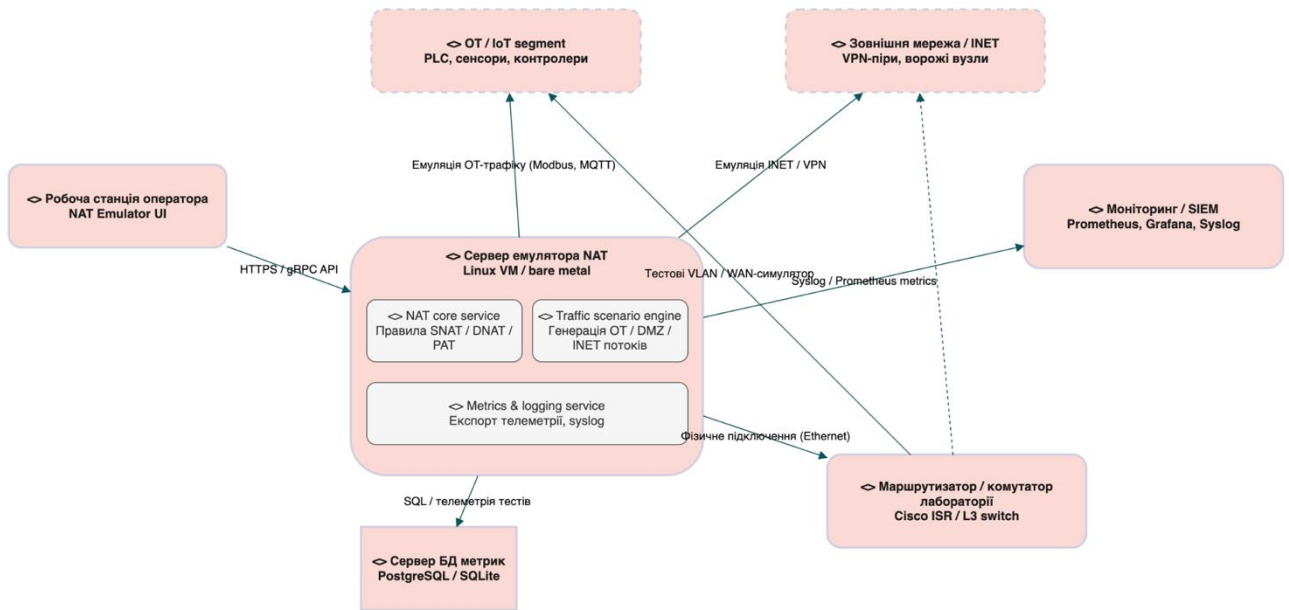 <> OT / IoT segment
PLC, сенсори, контролери
<> Зовнішня мережа / INET
VPN-піри, ворожі вузли
Емуляція OT-трафіку (Modbus, MQTT)
Емуляція INET / VPN
<> Робоча станція оператора
NAT Emulator UI
<> Моніторинг / SIEM
Prometheus, Grafana, Syslog
HTTPS / gRPC API
<> Сервер емулятора NAT
Linux VM / bare metal
Тестові VLAN / WAN-симулятор
Syslog / Prometheus metrics
<> NAT core service
Правила SNAT / DNAT /
PAT
<> Traffic scenario engine
Генерація OT / DMZ /
INET потоків
<> Metrics & logging service
Експорт телеметрії, syslog
Фізичне підключення (Ethernet)
<> Маршрутизатор / комутатор
лабораторії
Cisco ISR / L3 switch
SQL / телеметрія тестів
<> Сервер БД метрик
PostgreSQL / SQLite